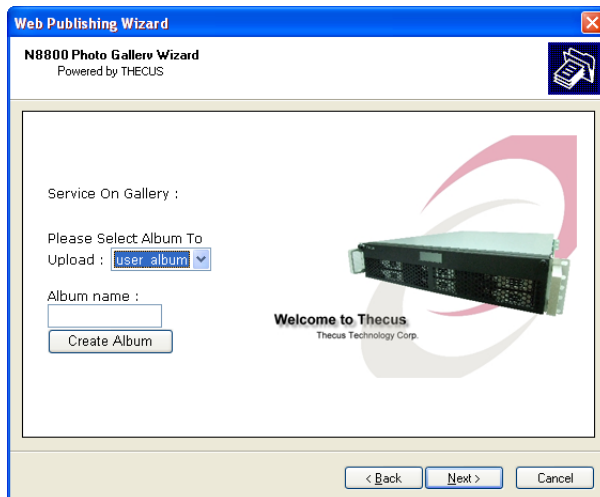 Web Publishing Wizard
N8800 Photo Gallery Wizard
Powered by THECUS
Service On Gallery :
Please Select Album To
Upload : user_album
Album name :
Create Album
Welcome to Thecus
Thecus Technology Corp.
< Back
Next >
Cancel